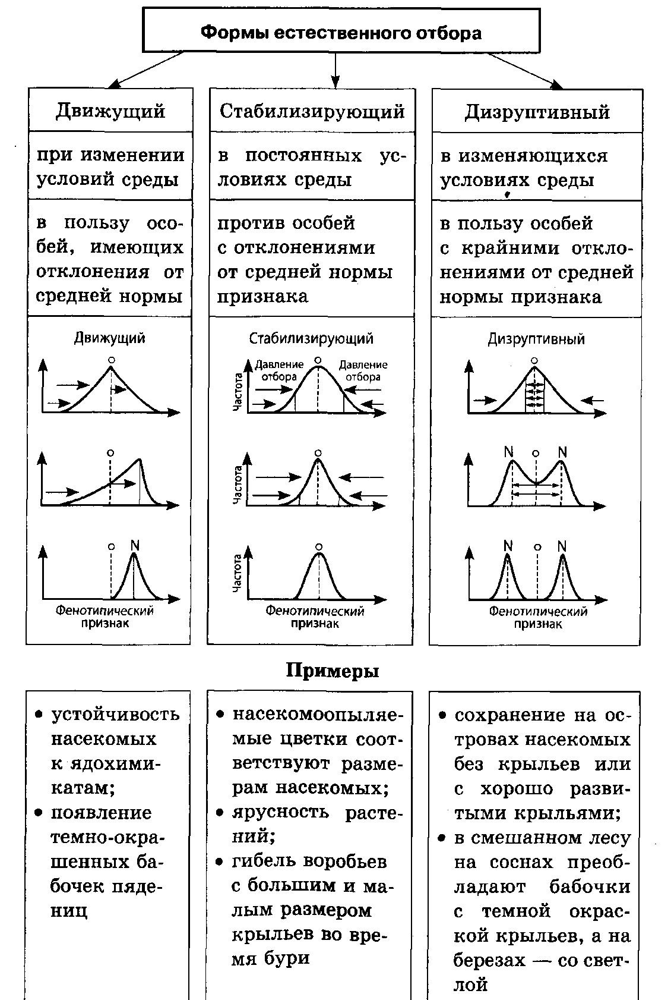 Формы естественного отбора
Движущий
при изменении
условий среды
в пользу осо-
бей, имеющих
отклонения от
средней нормы
Движущий
о
о
о N
Фенотипический
признак
Стабилизирующий
в постоянных ус-
ловиях среды
против особей
с отклонениями
от средней нормы
признака
Стабилизирующий
Давление
отбора
о
Давление
отбора
Частота
о
Частота
о
Частота
Фенотипический
признак
Дизруптивный
в изменяющихся
условиях среды
в пользу особей
с крайними откло-
нениями от средней
нормы признака
Дизруптивный
о
N о N
N о N
Фенотипический
признак
Примеры
• устойчивость
насекомых
к ядохими-
катам;
• появление
темно-окра-
шенных ба-
бочек пяде-
ниц
• насекомоопыляе-
мые цветки соот-
ветствуют разме-
рам насекомых;
• ярусность расте-
ний;
• гибель воробьев
с большим и ма-
лым размером
крыльев во вре-
мя бури
• сохранение на ос-
тровах насекомых
без крыльев или
с хорошо разви-
тыми крыльями;
• в смешанном лесу
на соснах преоб-
ладают бабочки
с темной окрас-
кой крыльев, а на
березах — со свет-
лой